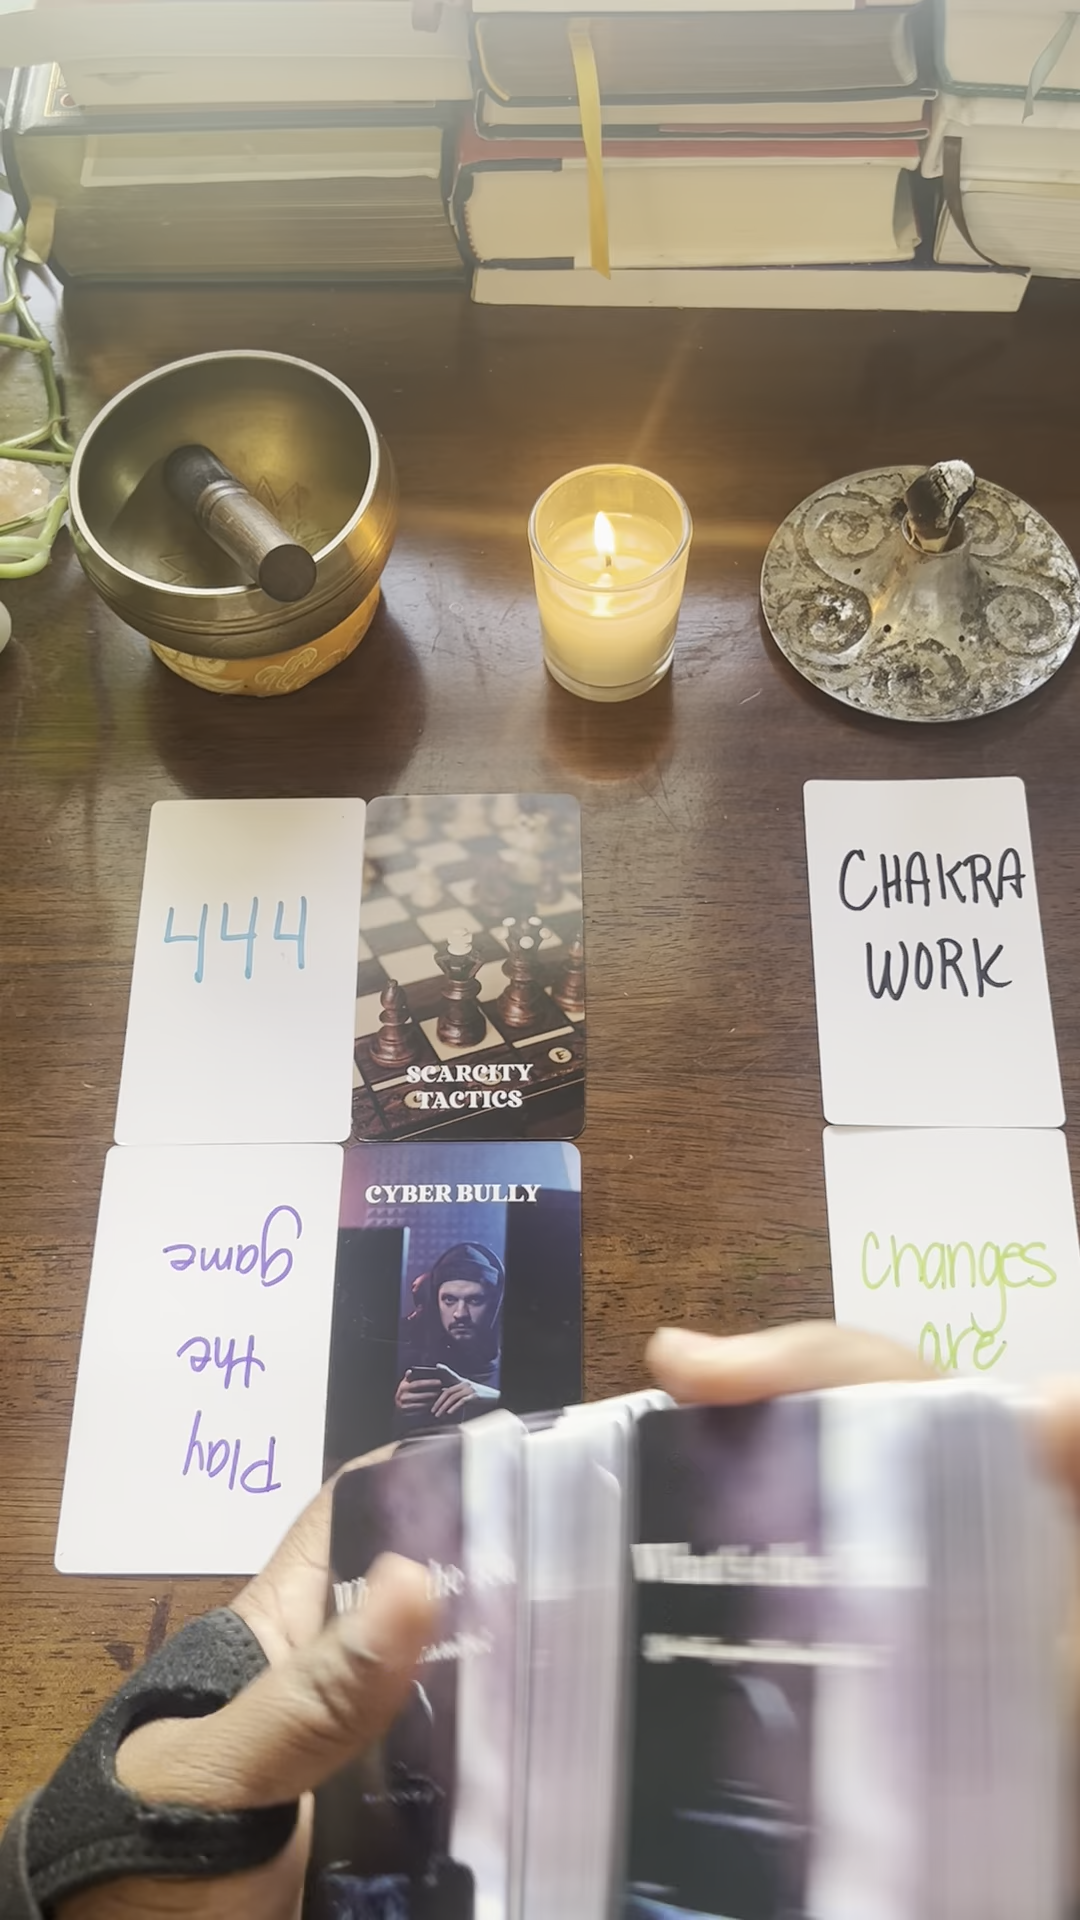 444
SCARCITY
TACTICS
CHAKRA
WORK
CYBER BULLY
Play
the
game
Changes
are